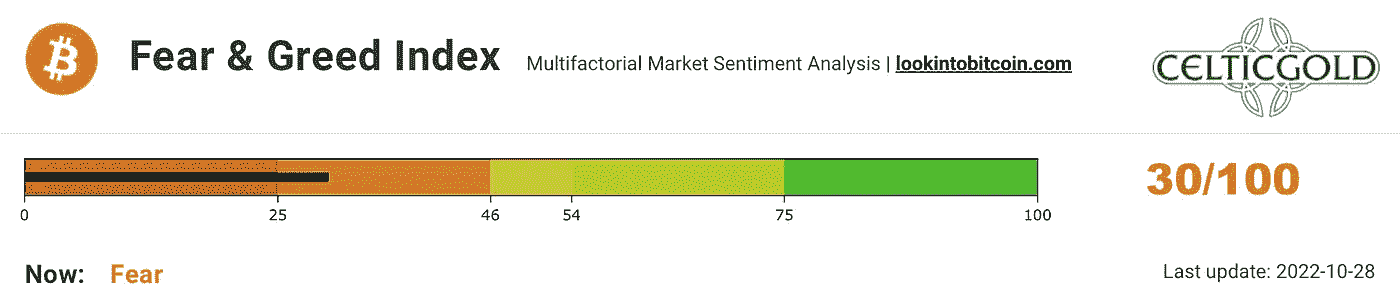 Fear & Greed Index Multifactorial Market Sentiment Analysis | lookintobitcoin.com
CELTICGOLD
30/100
0 25 46 54 75 100
Now: Fear
Last update: 2022-10-28